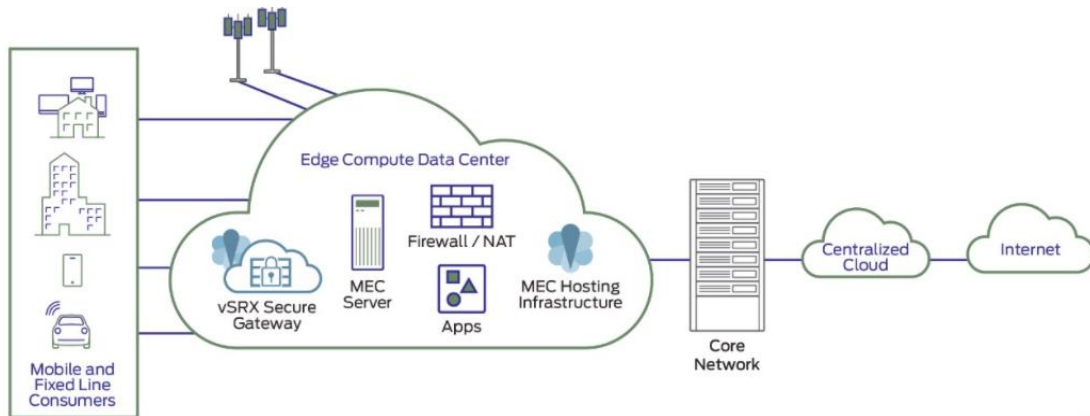 Edge Compute Data Center
Firewall / NAT
vSRX Secure
Gateway
MEC
Server
Apps
MEC Hosting
Infrastructure
Mobile and
Fixed Line
Consumers
Core
Network
Centralized
Cloud
Internet